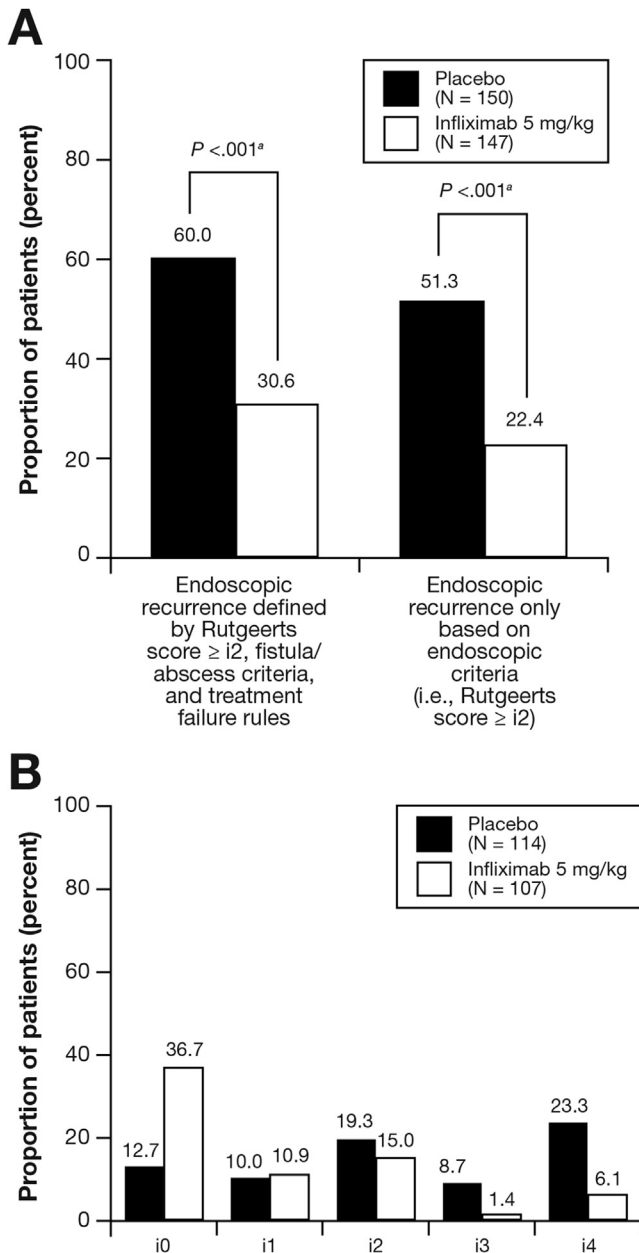 A
100
80
60
40
20
0
Proportion of patients (percent)
Placebo
(N = 150)
Infliximab 5 mg/kg
(N = 147)
P <.001ᵃ
60.0
30.6
P <.001ᵃ
51.3
22.4
Endoscopic
recurrence defined
by Rutgeerts
score ≥ i2, fistula/
abscess criteria,
and treatment
failure rules
Endoscopic
recurrence only
based on
endoscopic
criteria
(i.e., Rutgeerts
score ≥ i2)
B
100
80
60
40
20
0
Proportion of patients (percent)
Placebo
(N = 114)
Infliximab 5 mg/kg
(N = 107)
12.7
36.7
10.0
10.9
19.3
15.0
8.7
1.4
23.3
6.1
i0
i1
i2
i3
i4